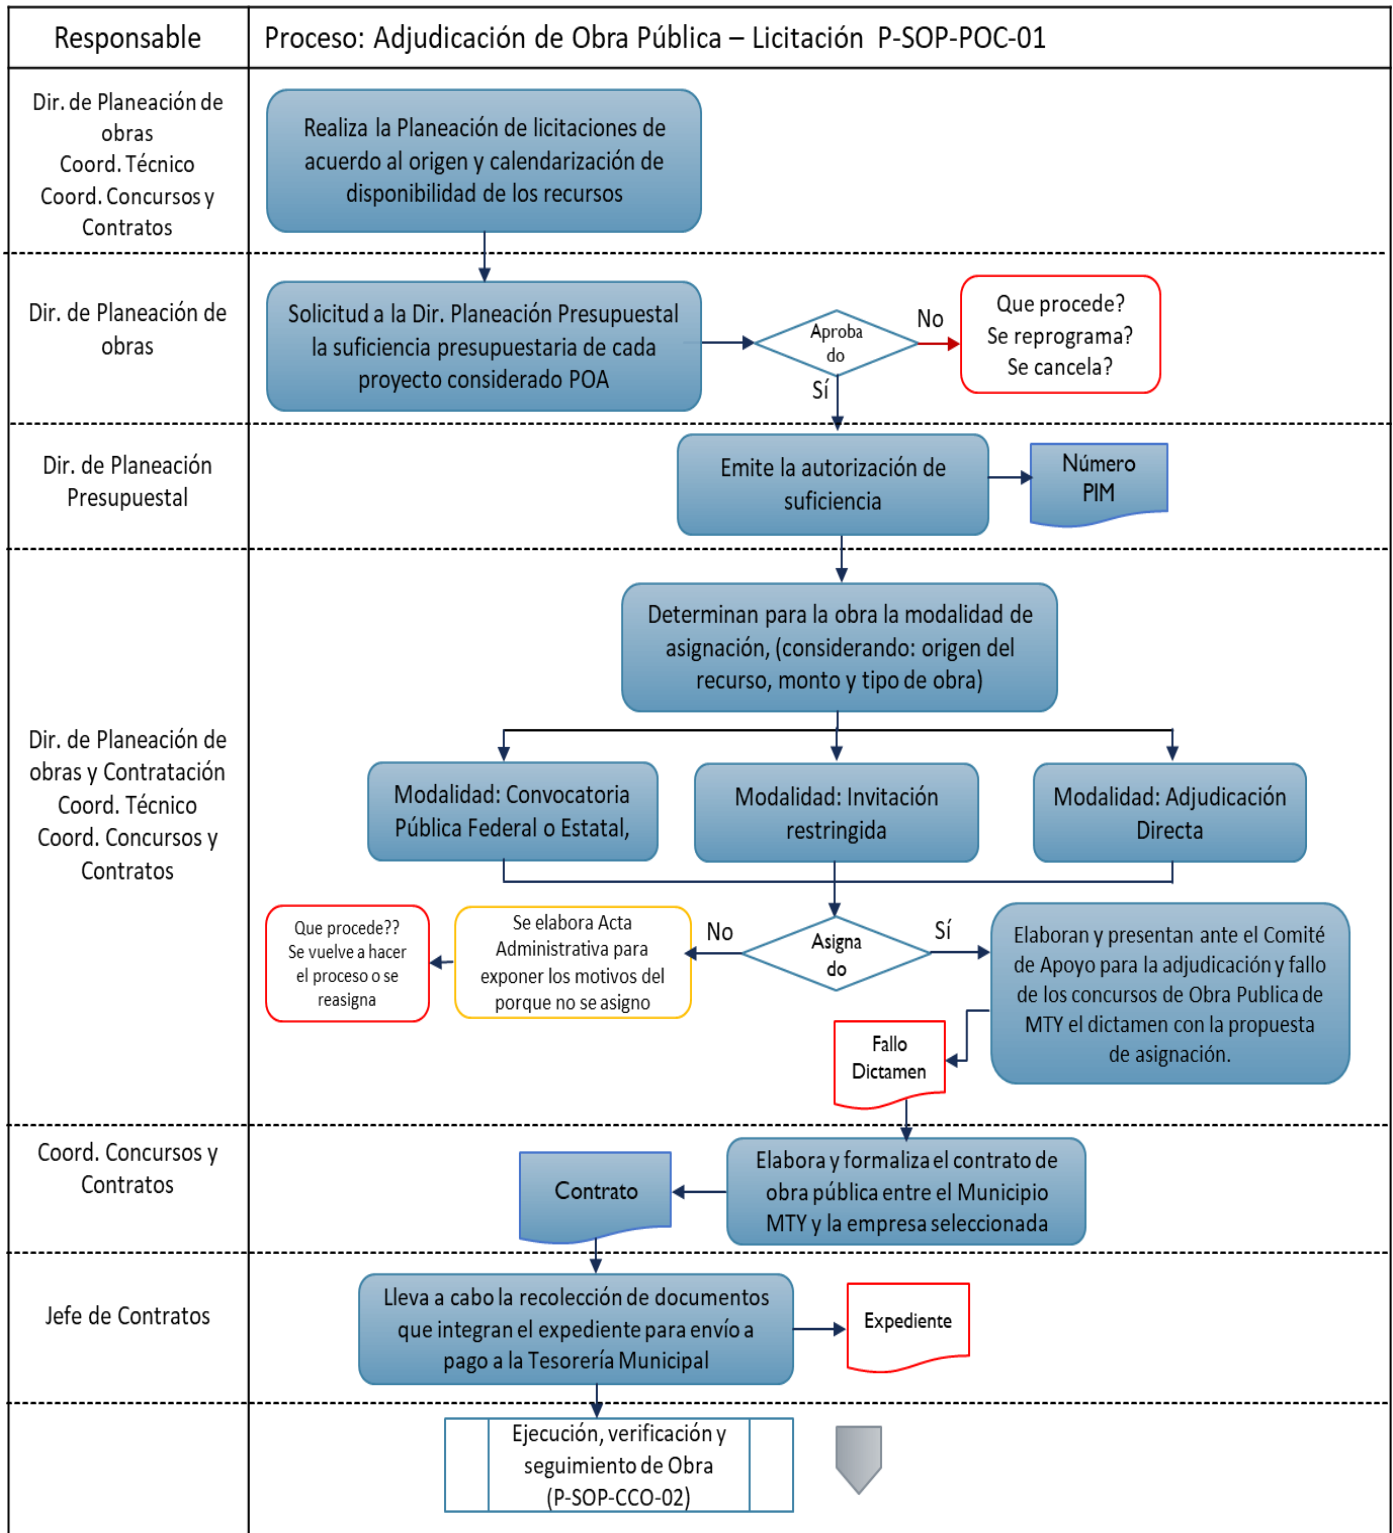 Responsable
Proceso: Adjudicación de Obra Pública – Licitación P-SOP-POC-01
Dir. de Planeación de
obras
Coord. Técnico
Coord. Concursos y
Contratos
Realiza la Planeación de licitaciones de
acuerdo al origen y calendarización de
disponibilidad de los recursos
Dir. de Planeación de
obras
Solicitud a la Dir. Planeación Presupuestal
la suficiencia presupuestaria de cada
proyecto considerado POA
Aproba
do
No
Sí
Que procede?
Se reprograma?
Se cancela?
Dir. de Planeación
Presupuestal
Emite la autorización de
suficiencia
Número
PIM
Dir. de Planeación de
obras y Contratación
Coord. Técnico
Coord. Concursos y
Contratos
Determinan para la obra la modalidad de
asignación, (considerando: origen del
recurso, monto y tipo de obra)
Modalidad: Convocatoria
Pública Federal o Estatal,
Modalidad: Invitación
restringida
Modalidad: Adjudicación
Directa
Que procede??
Se vuelve a hacer
el proceso o se
reasigna
Se elabora Acta
Administrativa para
exponer los motivos del
porque no se asigno
No
Asigna
do
Sí
Elaboran y presentan ante el Comité
de Apoyo para la adjudicación y fallo
de los concursos de Obra Publica de
MTY el dictamen con la propuesta
de asignación.
Fallo
Dictamen
Coord. Concursos y
Contratos
Contrato
Elabora y formaliza el contrato de
obra pública entre el Municipio
MTY y la empresa seleccionada
Jefe de Contratos
Lleva a cabo la recolección de documentos
que integran el expediente para envío a
pago a la Tesorería Municipal
Expediente
Ejecución, verificación y
seguimiento de Obra
(P-SOP-CCO-02)